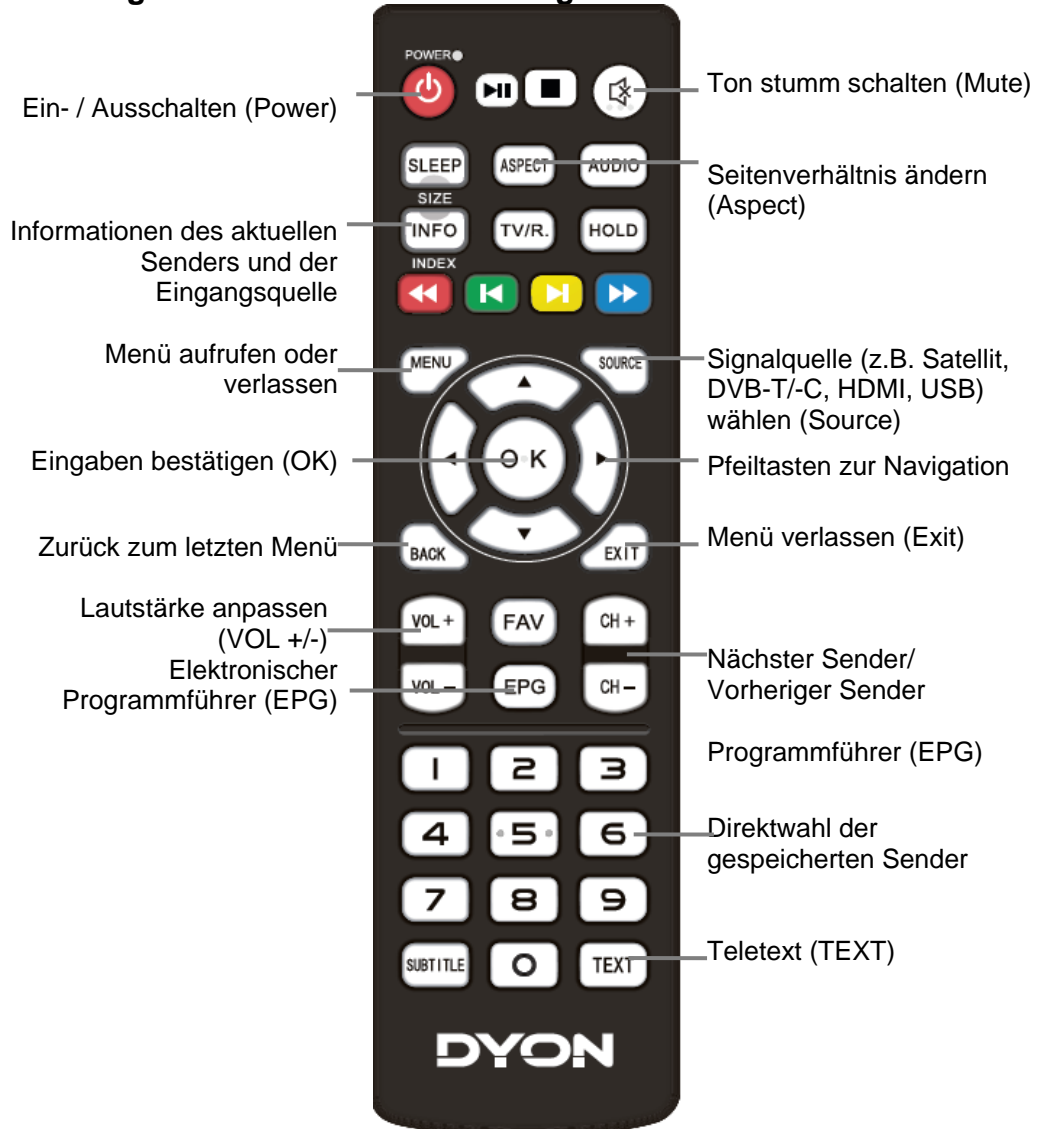 POWER
Ein- / Ausschalten (Power)
Ton stumm schalten (Mute)
SLEEP
ASPECT
AUDIO
Seitenverhältnis ändern
(Aspect)
SIZE
INFO
TV/R.
HOLD
Informationen des aktuellen
Senders und der
Eingangsquelle
INDEX
Menü aufrufen oder
verlassen
MENU
SOURCE
Signalquelle (z.B. Satellit,
DVB-T/-C, HDMI, USB)
wählen (Source)
Eingaben bestätigen (OK)
OK
Pfeiltasten zur Navigation
Zurück zum letzten Menü
BACK
EXIT
Menü verlassen (Exit)
Lautstärke anpassen
(VOL +/-)
VOL +
FAV
CH +
Elektronischer
Programmführer (EPG)
VOL –
EPG
CH –
Nächster Sender/
Vorheriger Sender
1
2
3
Programmführer (EPG)
4
5
6
Direktwahl der
gespeicherten Sender
7
8
9
SUBTITLE
0
TEXT
Teletext (TEXT)
DYON